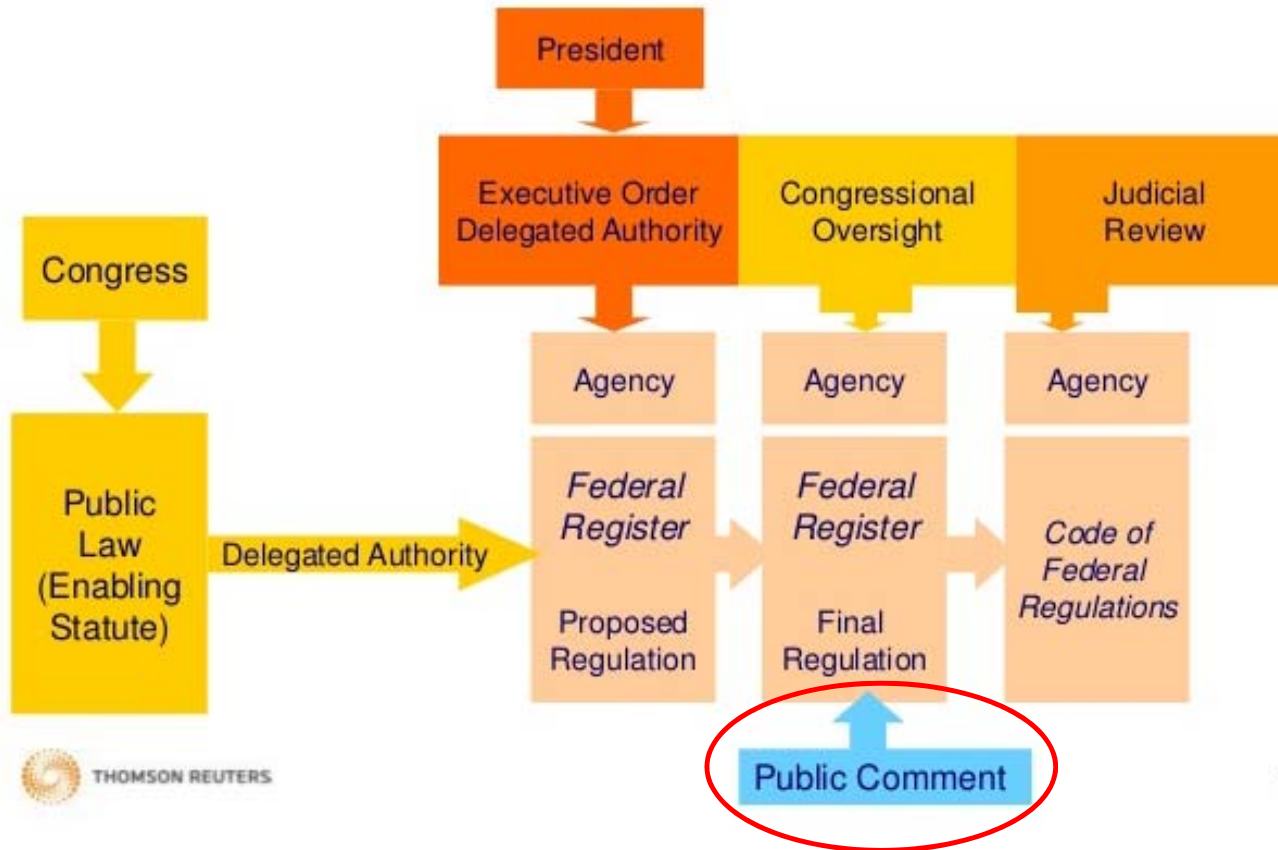 President
Executive Order
Delegated Authority
Congressional
Oversight
Judicial
Review
Congress
Agency
Agency
Agency
Public
Law
(Enabling
Statute)
Delegated Authority
Federal
Register
Proposed
Regulation
Federal
Register
Final
Regulation
Code of
Federal
Regulations
THOMSON REUTERS
Public Comment